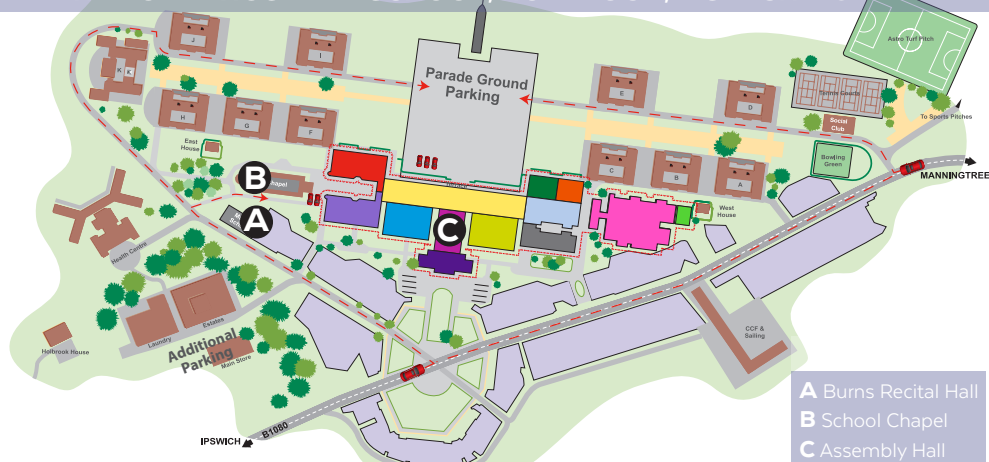 J
I
K
K
H
G
F
Parade Ground
Parking
E
D
C
B
A
Astro Turf Pitch
Tennis Courts
Social
Club
To Sports Pitches
Bowling
Green
MANNINGTREE
East
House
West
House
B
Chapel
A
C
Health Centre
Laundry
Estates
Main Store
Additional
Parking
Holbrook House
CCF &
Sailing
IPSWICH
B1080
A Burns Recital Hall
B School Chapel
C Assembly Hall